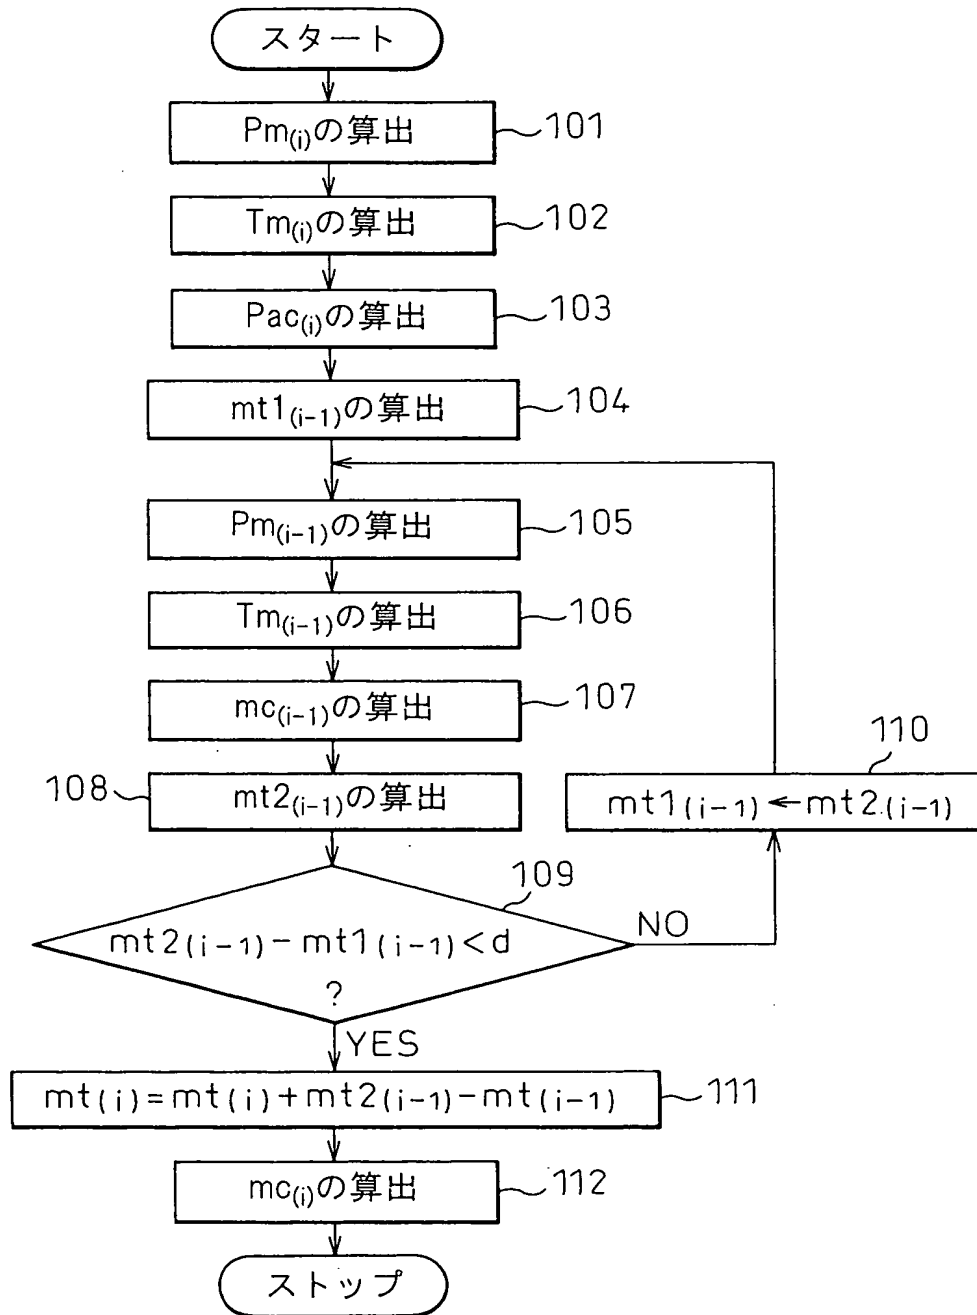 スタート
Pm(i)の算出 101
Tm(i)の算出 102
Pac(i)の算出 103
mt1(i-1)の算出 104
Pm(i-1)の算出 105
Tm(i-1)の算出 106
mc(i-1)の算出 107
108 mt2(i-1)の算出
110
mt1(i-1)←mt2(i-1)
109
mt2(i-1)-mt1(i-1)<d
?
NO
YES
mt(i)=mt(i)+mt2(i-1)-mt(i-1) 111
mc(i)の算出 112
ストップ